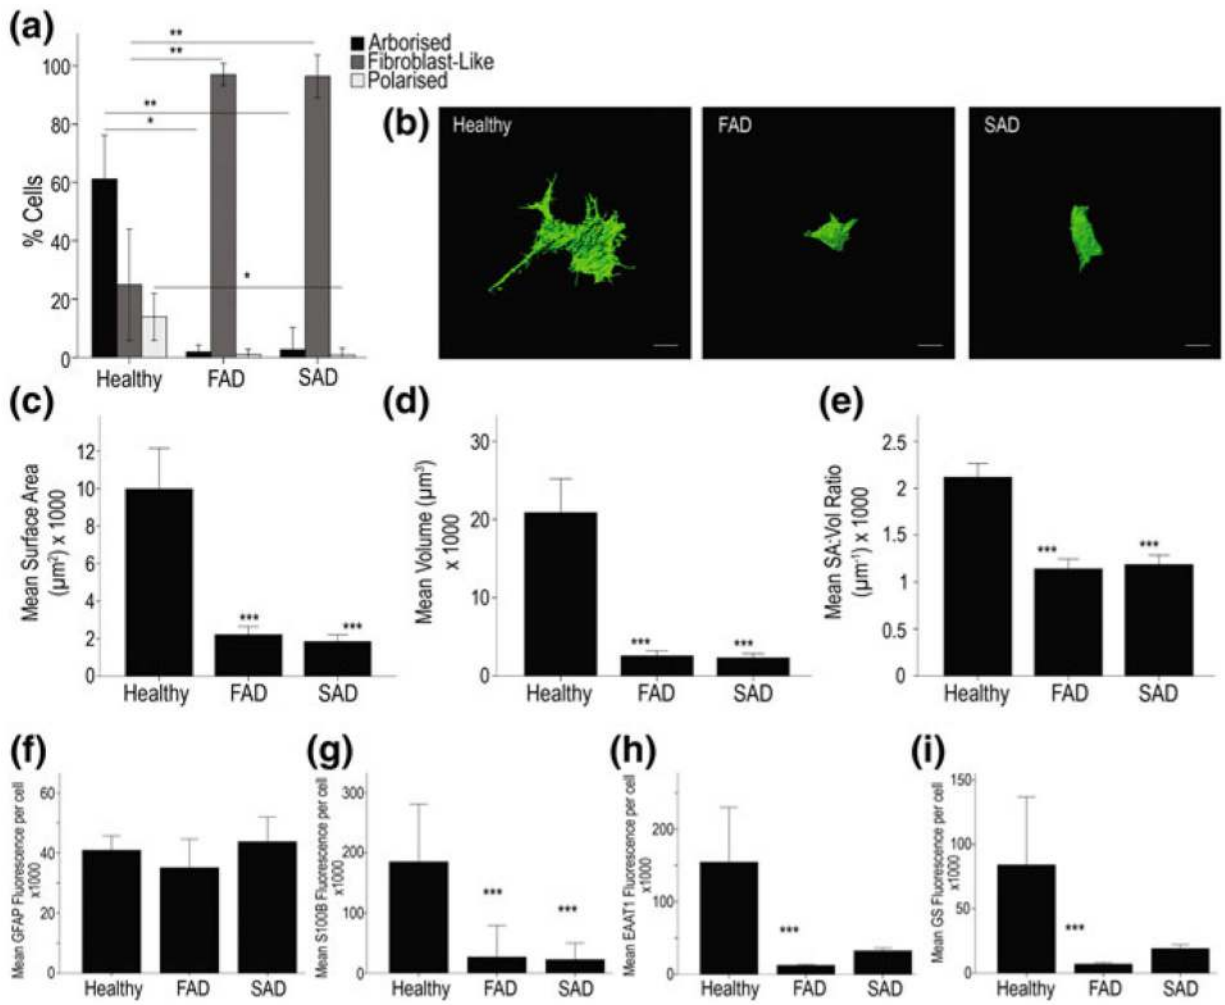 (a)
**
**
**
*
*
Arborised
Fibroblast-Like
Polarised
% Cells
100
80
60
40
20
0
Healthy FAD SAD
(b)
Healthy FAD SAD
(c)
Mean Surface Area
(µm²) x 1000
12
10
8
6
4
2
0
*** ***
Healthy FAD SAD
(d)
Mean Volume (µm³)
x 1000
30
20
10
0
*** ***
Healthy FAD SAD
(e)
Mean SA:Vol Ratio
(µm⁻¹) x 1000
2.5
2
1.5
1
0.5
0
*** ***
Healthy FAD SAD
(f)
Mean GFAP Fluorescence per cell
x1000
60
40
20
0
Healthy FAD SAD
(g)
Mean S100B Fluorescence per cell
x1000
300
200
100
0
*** ***
Healthy FAD SAD
(h)
Mean EAAT1 Fluorescence per cell
x1000
200
100
0
***
Healthy FAD SAD
(i)
Mean GS Fluorescence per cell
x1000
150
100
50
0
***
Healthy FAD SAD